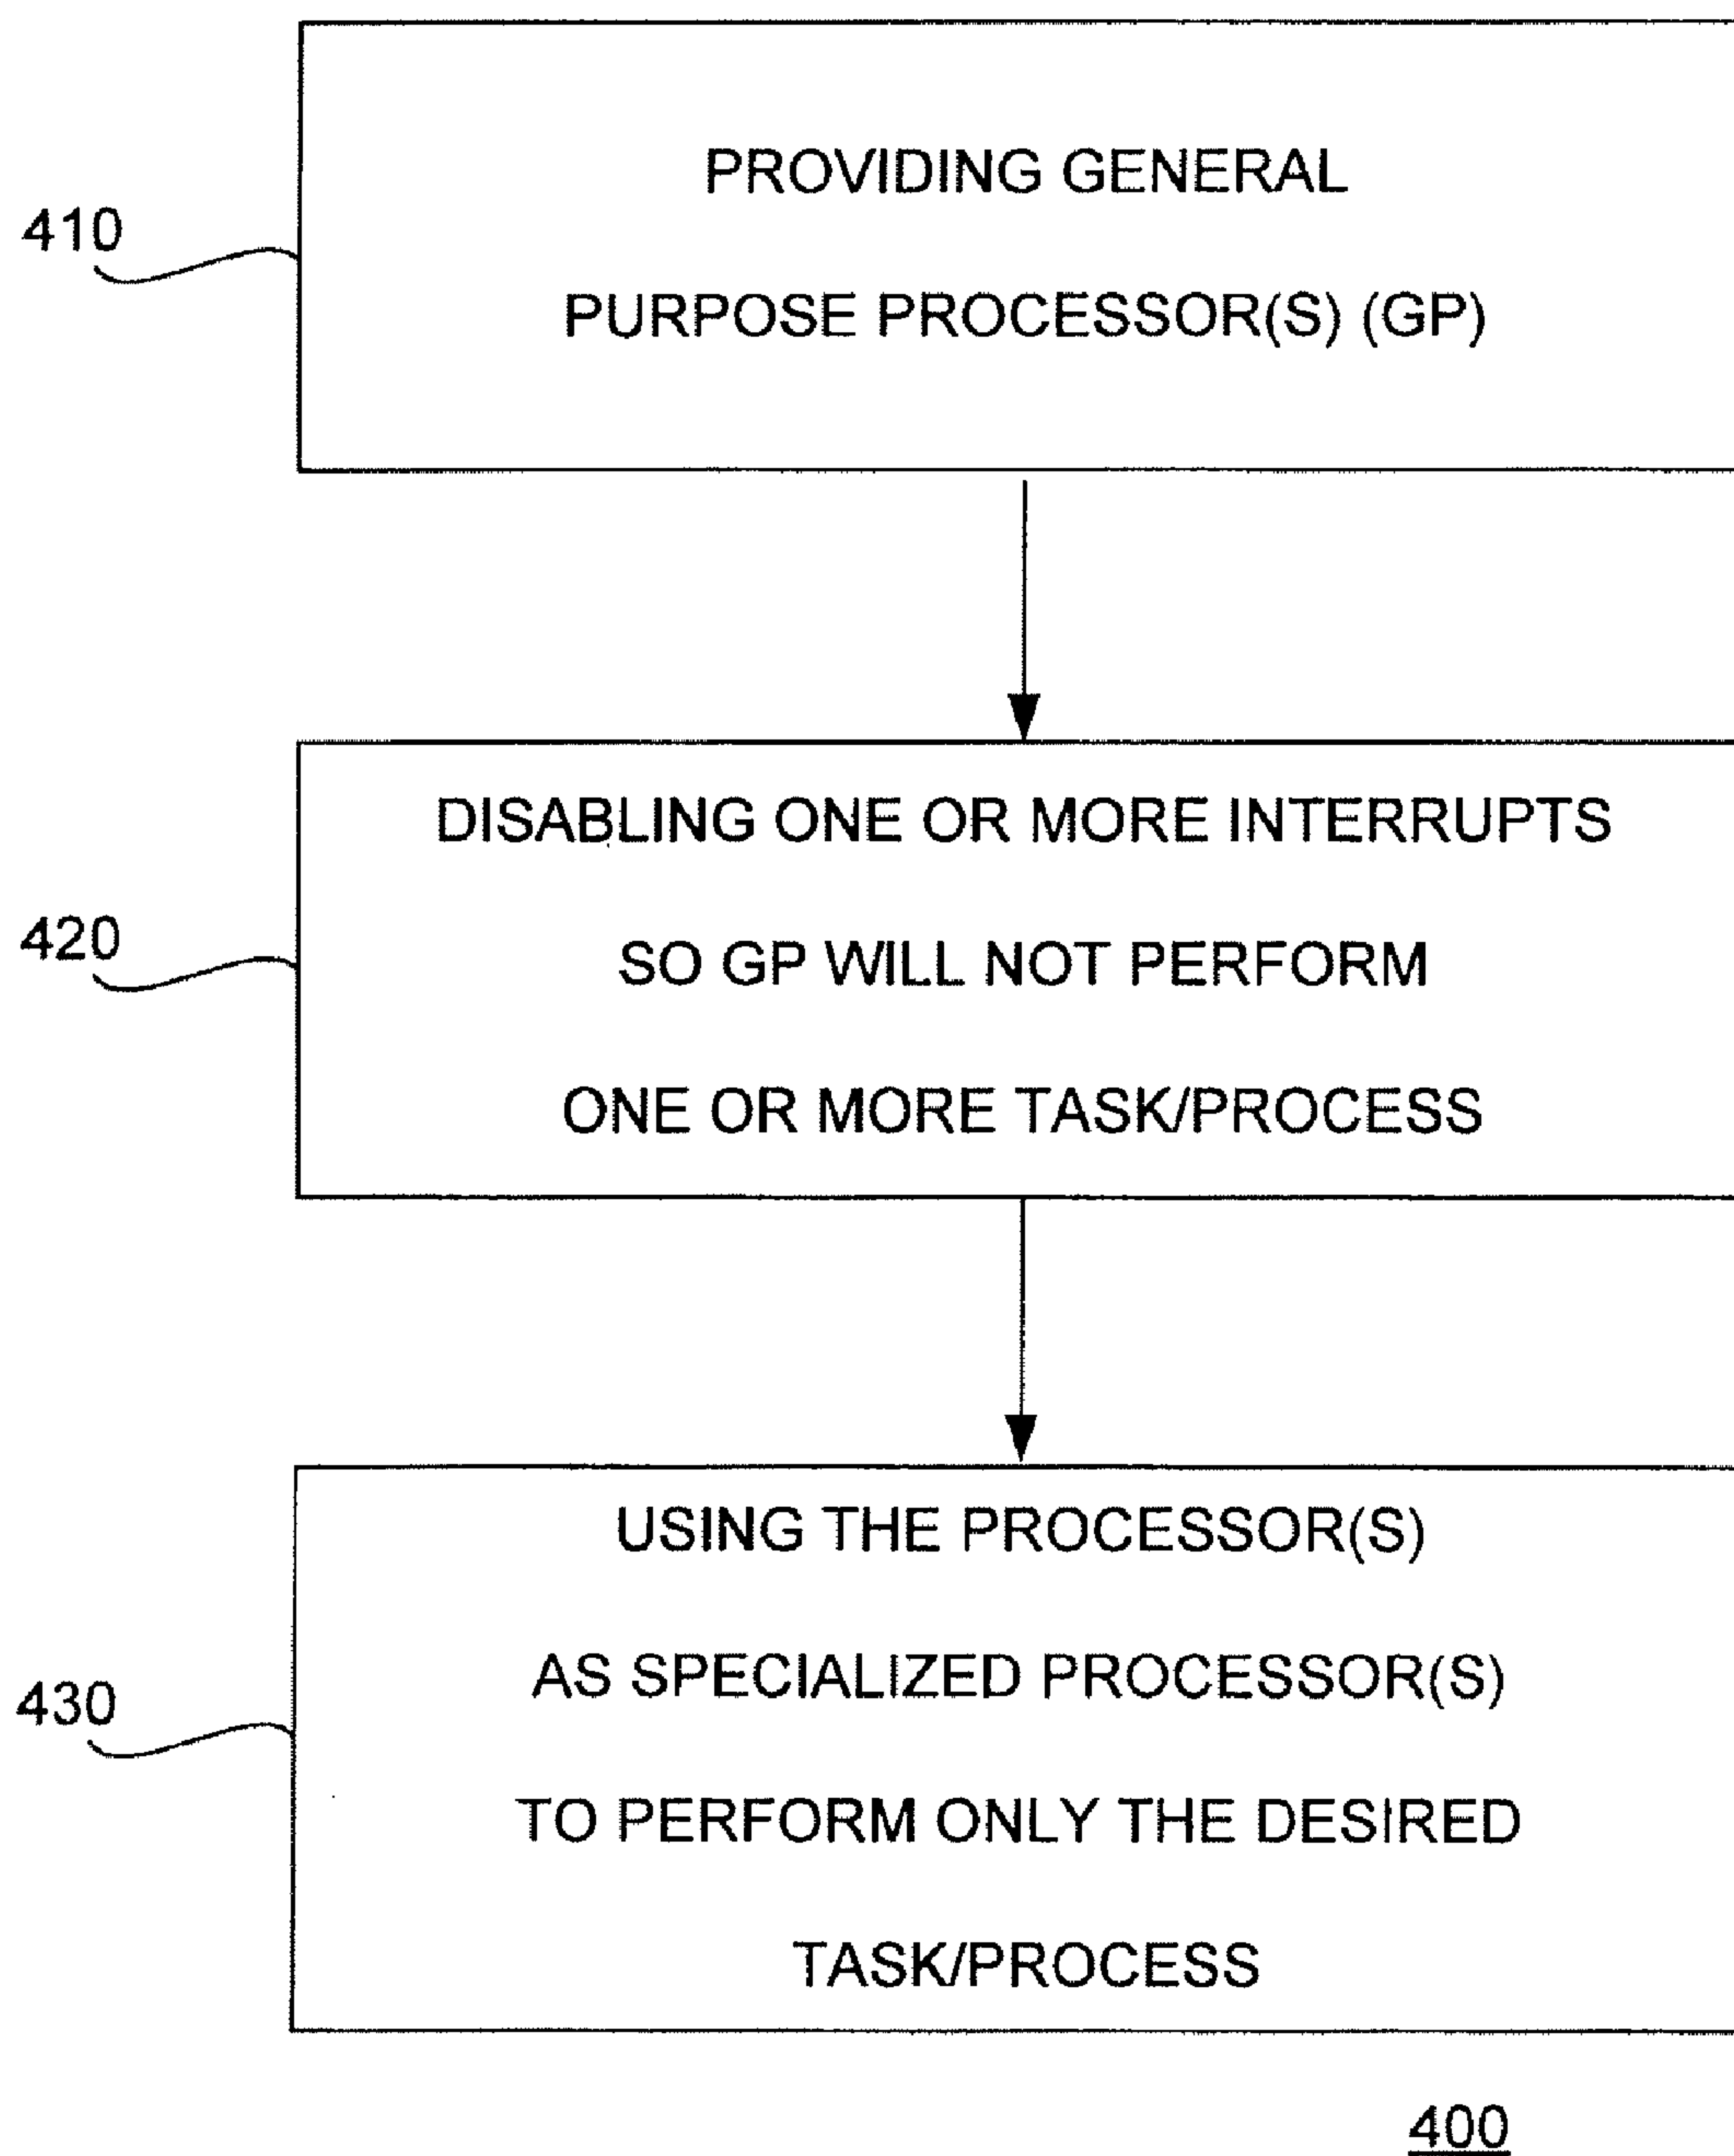 PROVIDING GENERAL
PURPOSE PROCESSOR(S) (GP)
410
DISABLING ONE OR MORE INTERRUPTS
SO GP WILL NOT PERFORM
ONE OR MORE TASK/PROCESS
420
USING THE PROCESSOR(S)
AS SPECIALIZED PROCESSOR(S)
TO PERFORM ONLY THE DESIRED
TASK/PROCESS
430
400